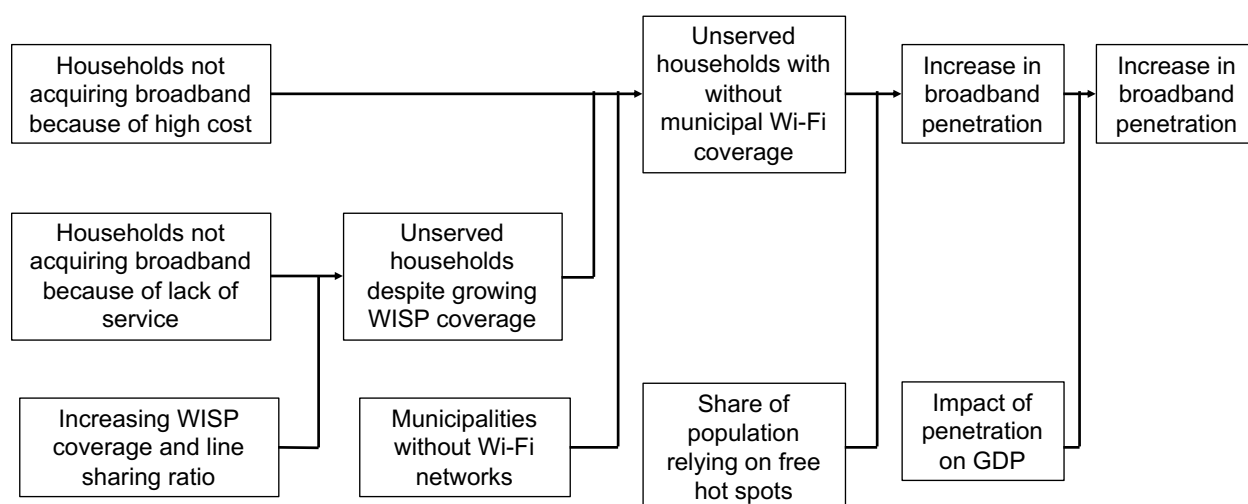 Households not
acquiring broadband
because of high cost
Unserved
households with
without
municipal Wi-Fi
coverage
Increase in
broadband
penetration
Increase in
broadband
penetration
Households not
acquiring broadband
because of lack of
service
Unserved
households
despite growing
WISP coverage
Increasing WISP
coverage and line
sharing ratio
Municipalities
without Wi-Fi
networks
Share of
population
relying on free
hot spots
Impact of
penetration
on GDP